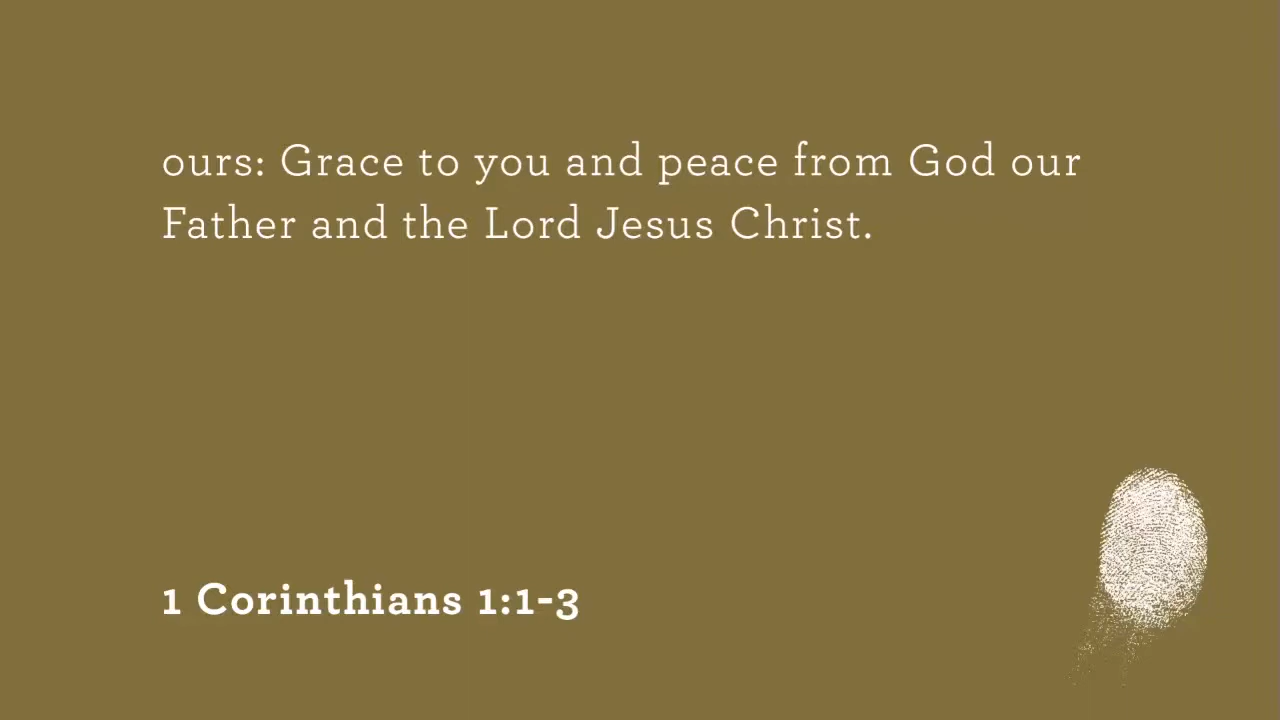 ours: Grace to you and peace from God our
Father and the Lord Jesus Christ.
1 Corinthians 1:1-3